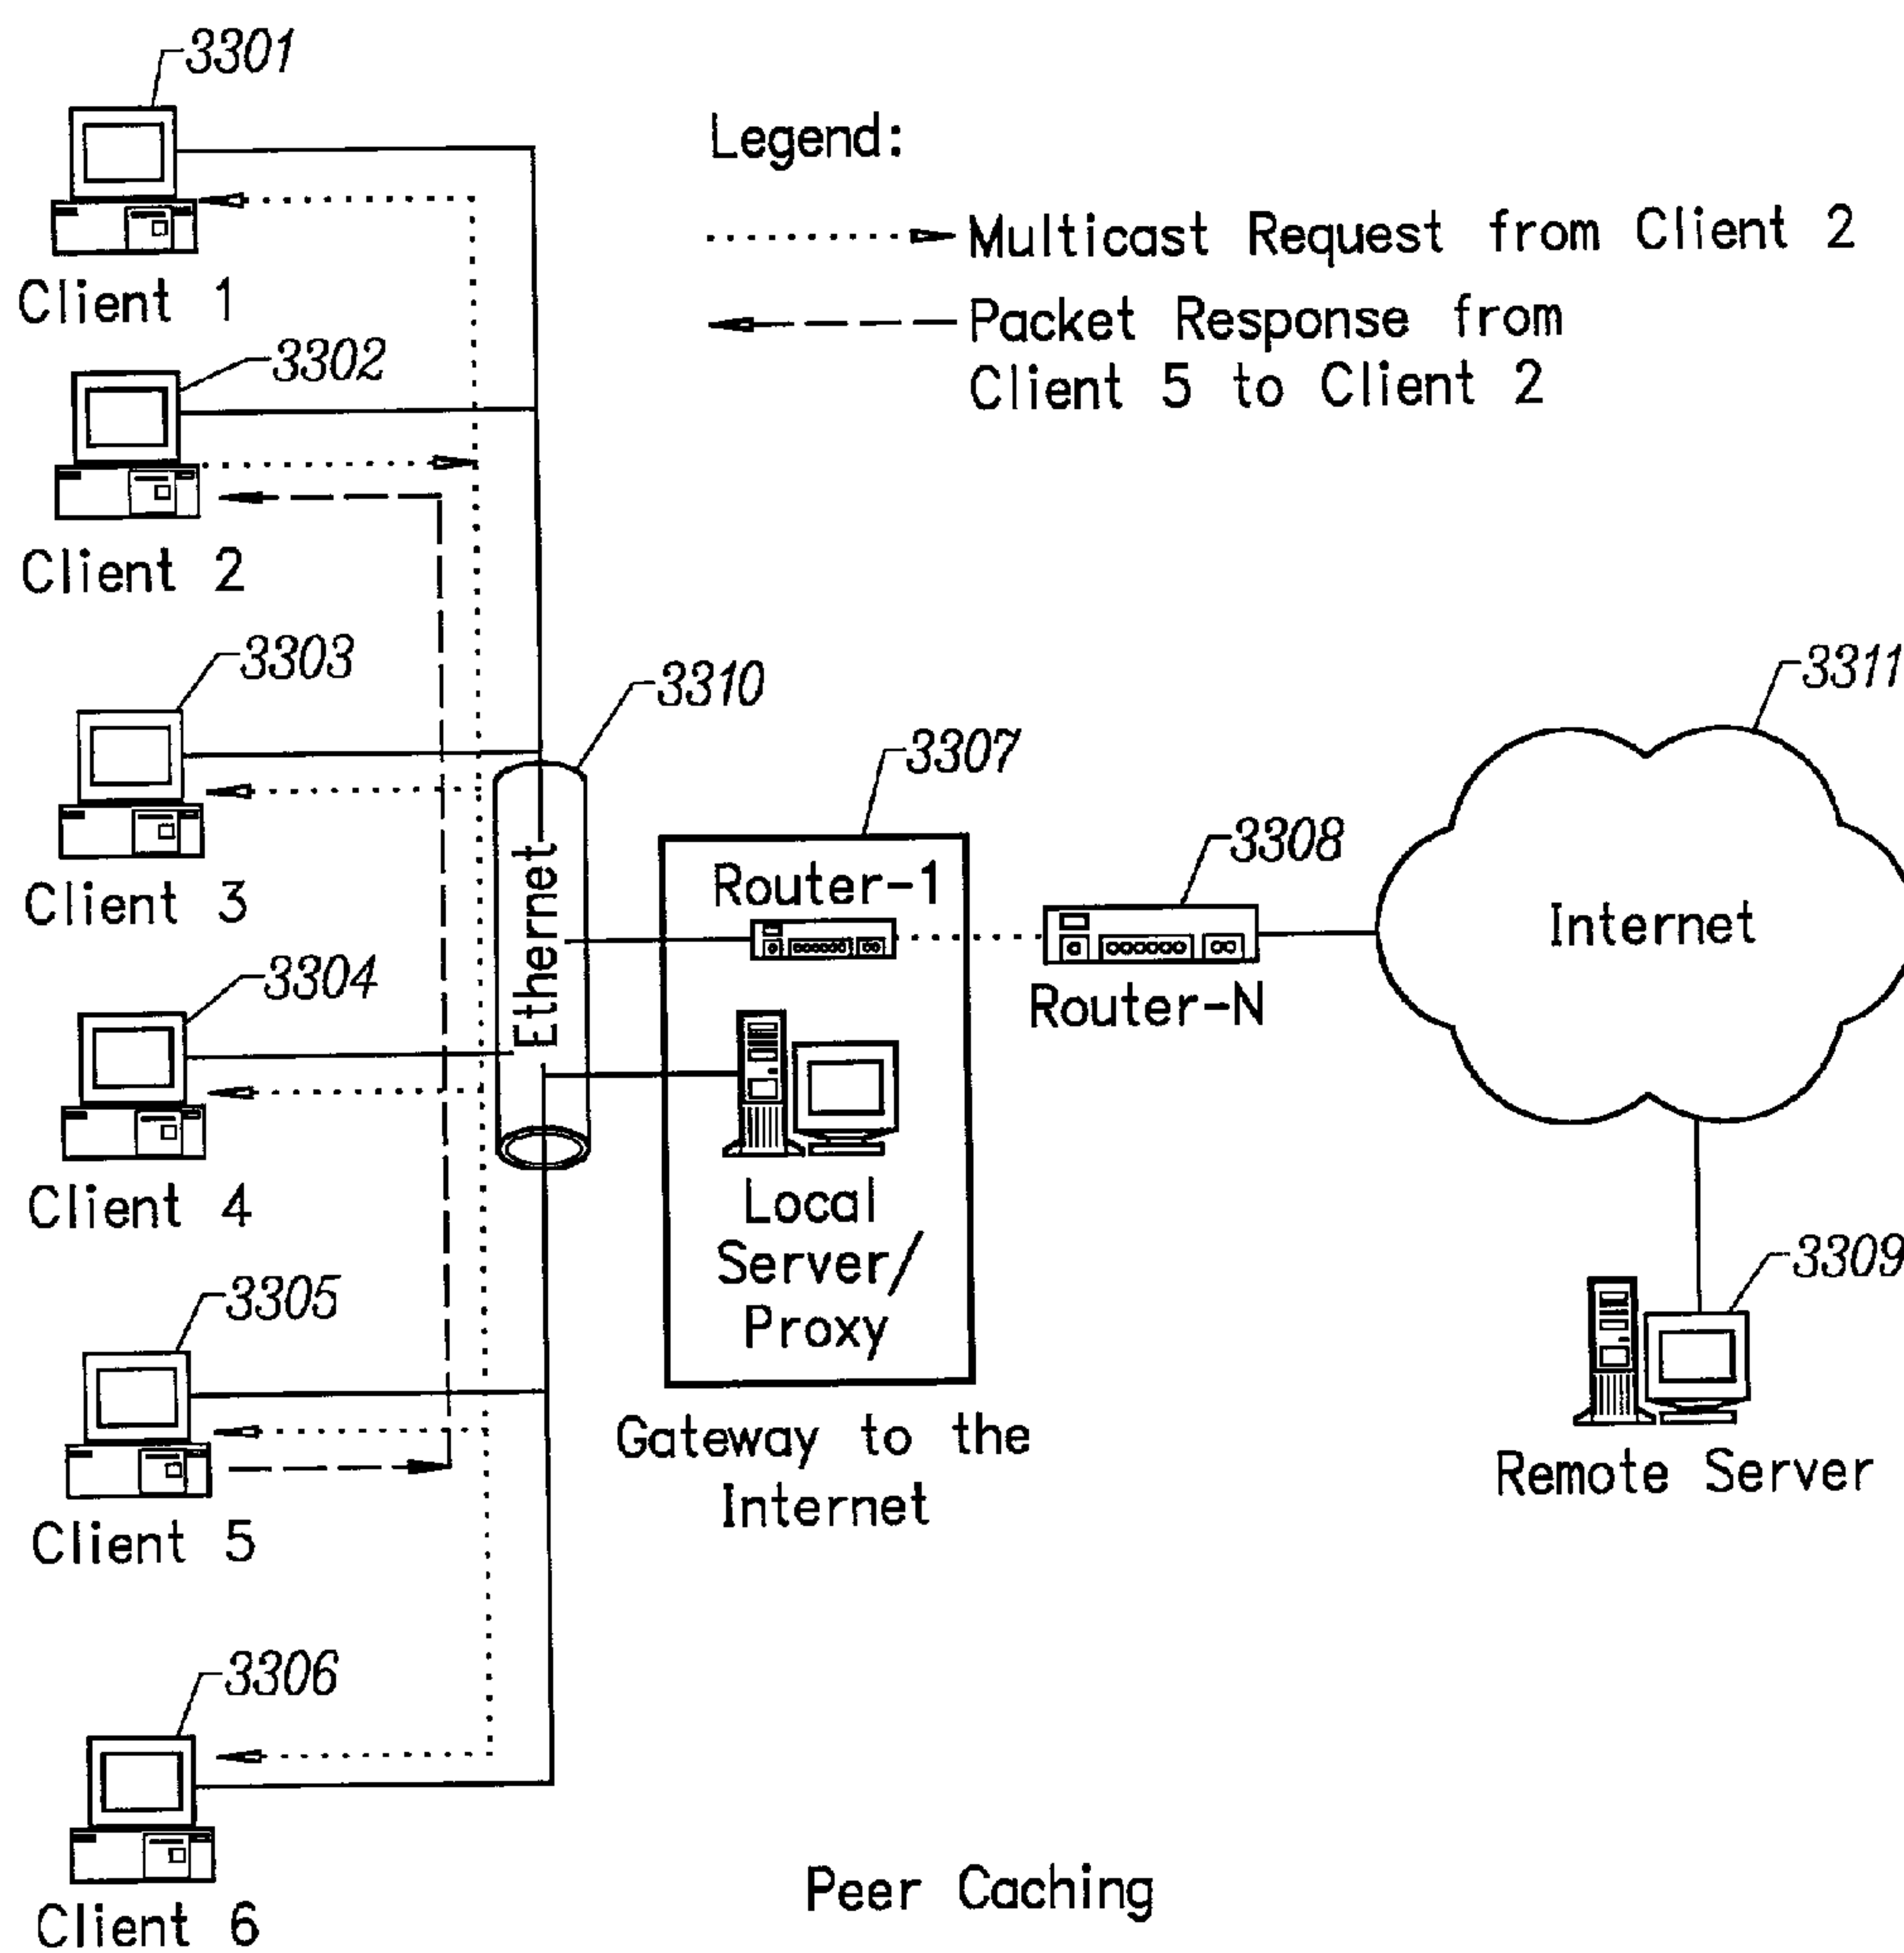 3301
Client 1
Legend:
Multicast Request from Client 2
Packet Response from
Client 5 to Client 2
3302
Client 2
3303
Client 3
3310
Ethernet
3307
Router-1
3308
Router-N
3311
Internet
3304
Client 4
Local
Server/
Proxy
Gateway to the
Internet
3309
Remote Server
3305
Client 5
3306
Client 6
Peer Caching